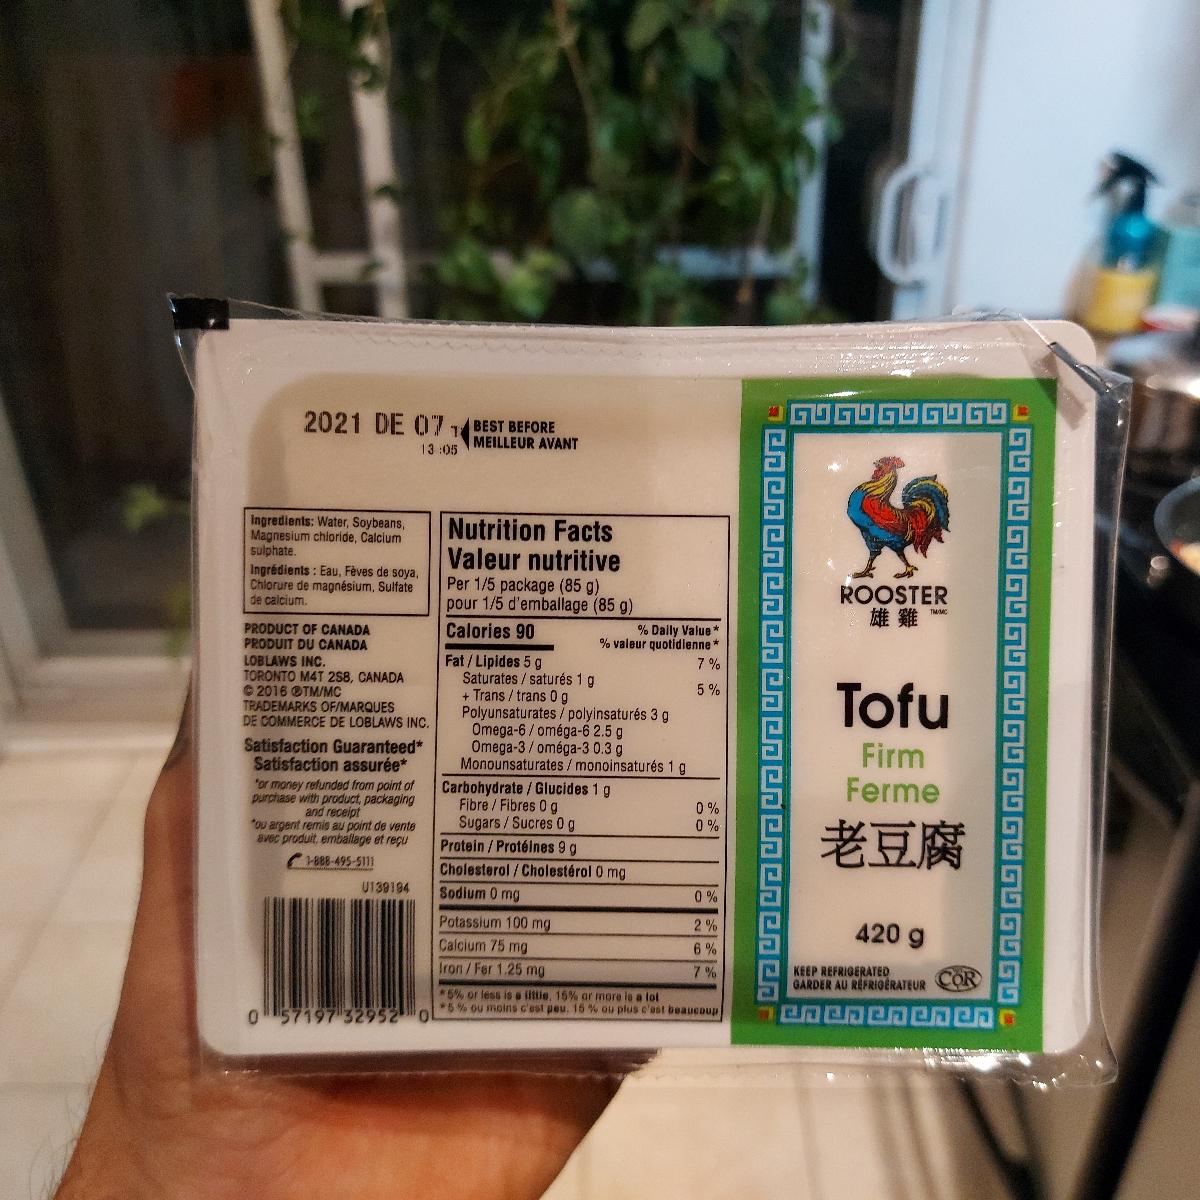 2021 DE 07
13:05
BEST BEFORE
MEILLEUR AVANT
Ingredients: Water, Soybeans,
Magnesium chloride, Calcium
sulphate.
Ingrédients : Eau, Fèves de soya,
Chlorure de magnésium, Sulfate
de calcium.
PRODUCT OF CANADA
PRODUIT DU CANADA
LOBLAWS INC.
TORONTO M4T 2S8, CANADA
© 2016 ®TM/MC
TRADEMARKS OF/MARQUES
DE COMMERCE DE LOBLAWS INC.
Satisfaction Guaranteed*
Satisfaction assurée*
*or money refunded from point of
purchase with product, packaging
and receipt
*ou argent remis au point de vente
avec produit, emballage et reçu
1-888-495-5111
U139194
0 57197 32952 0
Nutrition Facts
Valeur nutritive
Per 1/5 package (85 g)
pour 1/5 d'emballage (85 g)
Calories 90
% Daily Value*
% valeur quotidienne*
Fat / Lipides 5 g 7 %
Saturates / saturés 1 g
+ Trans / trans 0 g 5 %
Polyunsaturates / polyinsaturés 3 g
Omega-6 / oméga-6 2.5 g
Omega-3 / oméga-3 0.3 g
Monounsaturates / monoinsaturés 1 g
Carbohydrate / Glucides 1 g
Fibre / Fibres 0 g 0 %
Sugars / Sucres 0 g 0 %
Protein / Protéines 9 g
Cholesterol / Cholestérol 0 mg
Sodium 0 mg 0 %
Potassium 100 mg 2 %
Calcium 75 mg 6 %
Iron / Fer 1.25 mg 7 %
*5% or less is a little, 15% or more is a lot
*5 % ou moins c'est peu, 15 % ou plus c'est beaucoup
ROOSTER
雄雞 TM/MC
Tofu
Firm
Ferme
老豆腐
420 g
KEEP REFRIGERATED
GARDER AU RÉFRIGÉRATEUR
COR